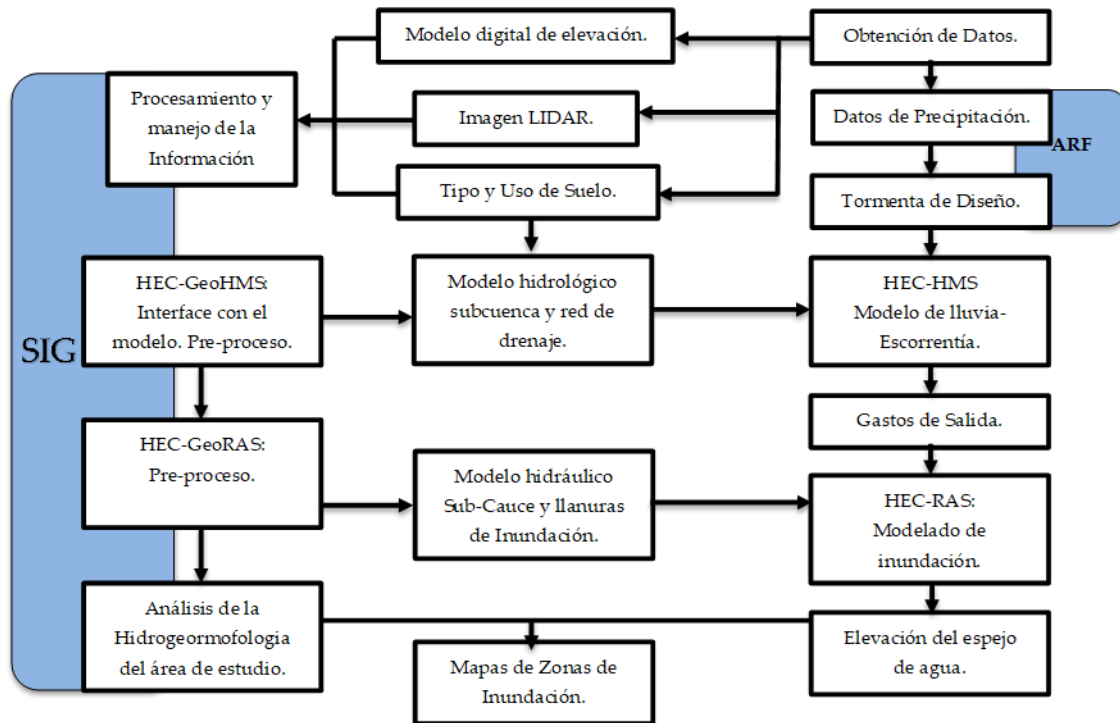 Modelo digital de elevación.
Obtención de Datos.
Procesamiento y
manejo de la
Información
Imagen LIDAR.
Datos de Precipitación.
ARF
Tipo y Uso de Suelo.
Tormenta de Diseño.
SIG
HEC-GeoHMS:
Interface con el
modelo. Pre-proceso.
Modelo hidrológico
subcuenca y red de
drenaje.
HEC-HMS
Modelo de lluvia-
Escorrentía.
Gastos de Salida.
HEC-GeoRAS:
Pre-proceso.
Modelo hidráulico
Sub-Cauce y llanuras
de Inundación.
HEC-RAS:
Modelado de
inundación.
Análisis de la
Hidrogeormofologia
del área de estudio.
Mapas de Zonas de
Inundación.
Elevación del espejo
de agua.